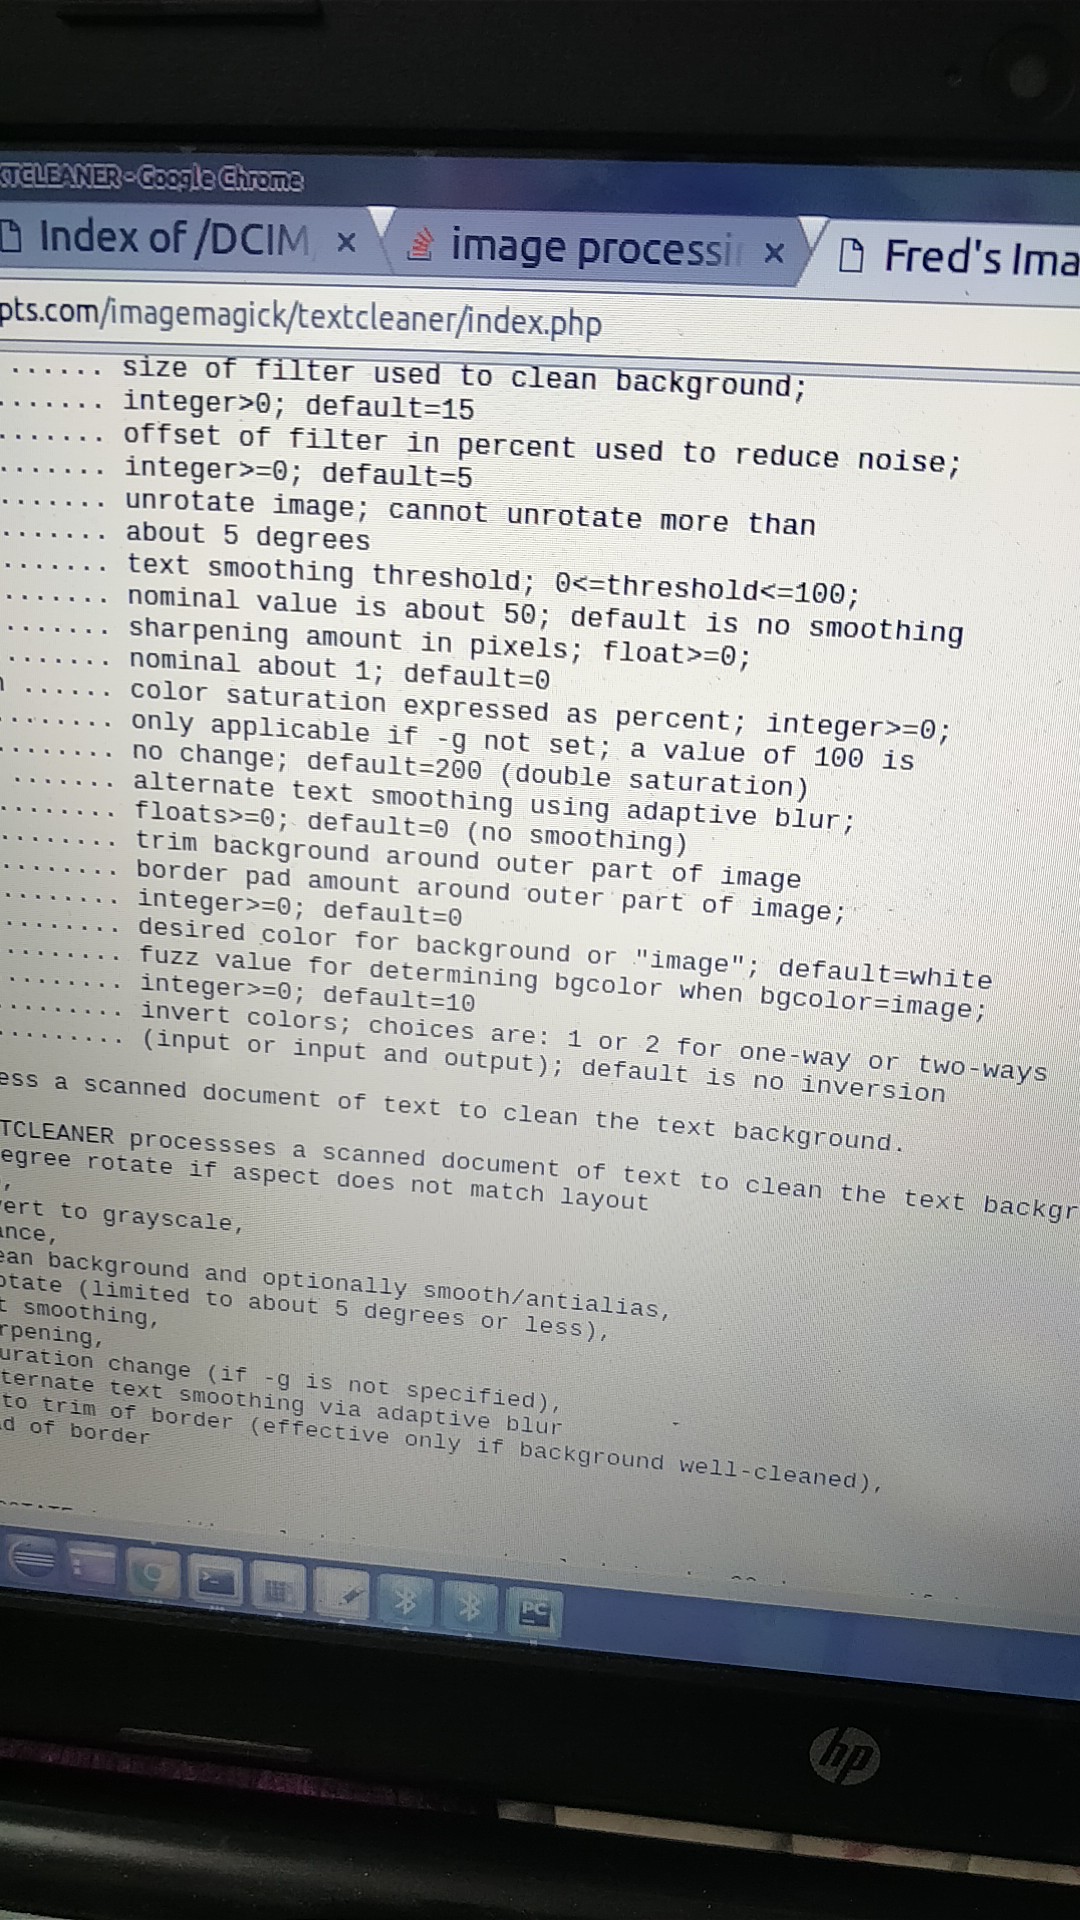 XTCLEANER - Google Chrome
Index of /DCIM × image processi × Fred's Ima
pts.com/imagemagick/textcleaner/index.php
...... size of filter used to clean background;
....... integer>0; default=15
....... offset of filter in percent used to reduce noise;
....... integer>=0; default=5
....... unrotate image; cannot unrotate more than
....... about 5 degrees
....... text smoothing threshold; 0<=threshold<=100;
....... nominal value is about 50; default is no smoothing
....... sharpening amount in pixels; float>=0;
....... nominal about 1; default=0
n ...... color saturation expressed as percent; integer>=0;
........ only applicable if -g not set; a value of 100 is
........ no change; default=200 (double saturation)
....... alternate text smoothing using adaptive blur;
........ floats>=0; default=0 (no smoothing)
........ trim background around outer part of image
........ border pad amount around outer part of image;
........ integer>=0; default=0
........ desired color for background or "image"; default=white
........ fuzz value for determining bgcolor when bgcolor=image;
........ integer>=0; default=10
......... invert colors; choices are: 1 or 2 for one-way or two-ways
......... (input or input and output); default is no inversion
ess a scanned document of text to clean the text background.
TCLEANER processses a scanned document of text to clean the text backgr
egree rotate if aspect does not match layout
,
ert to grayscale,
ance,
ean background and optionally smooth/antialias,
otate (limited to about 5 degrees or less),
t smoothing,
rpening,
uration change (if -g is not specified),
ternate text smoothing via adaptive blur
to trim of border (effective only if background well-cleaned),
d of border
PC
hp